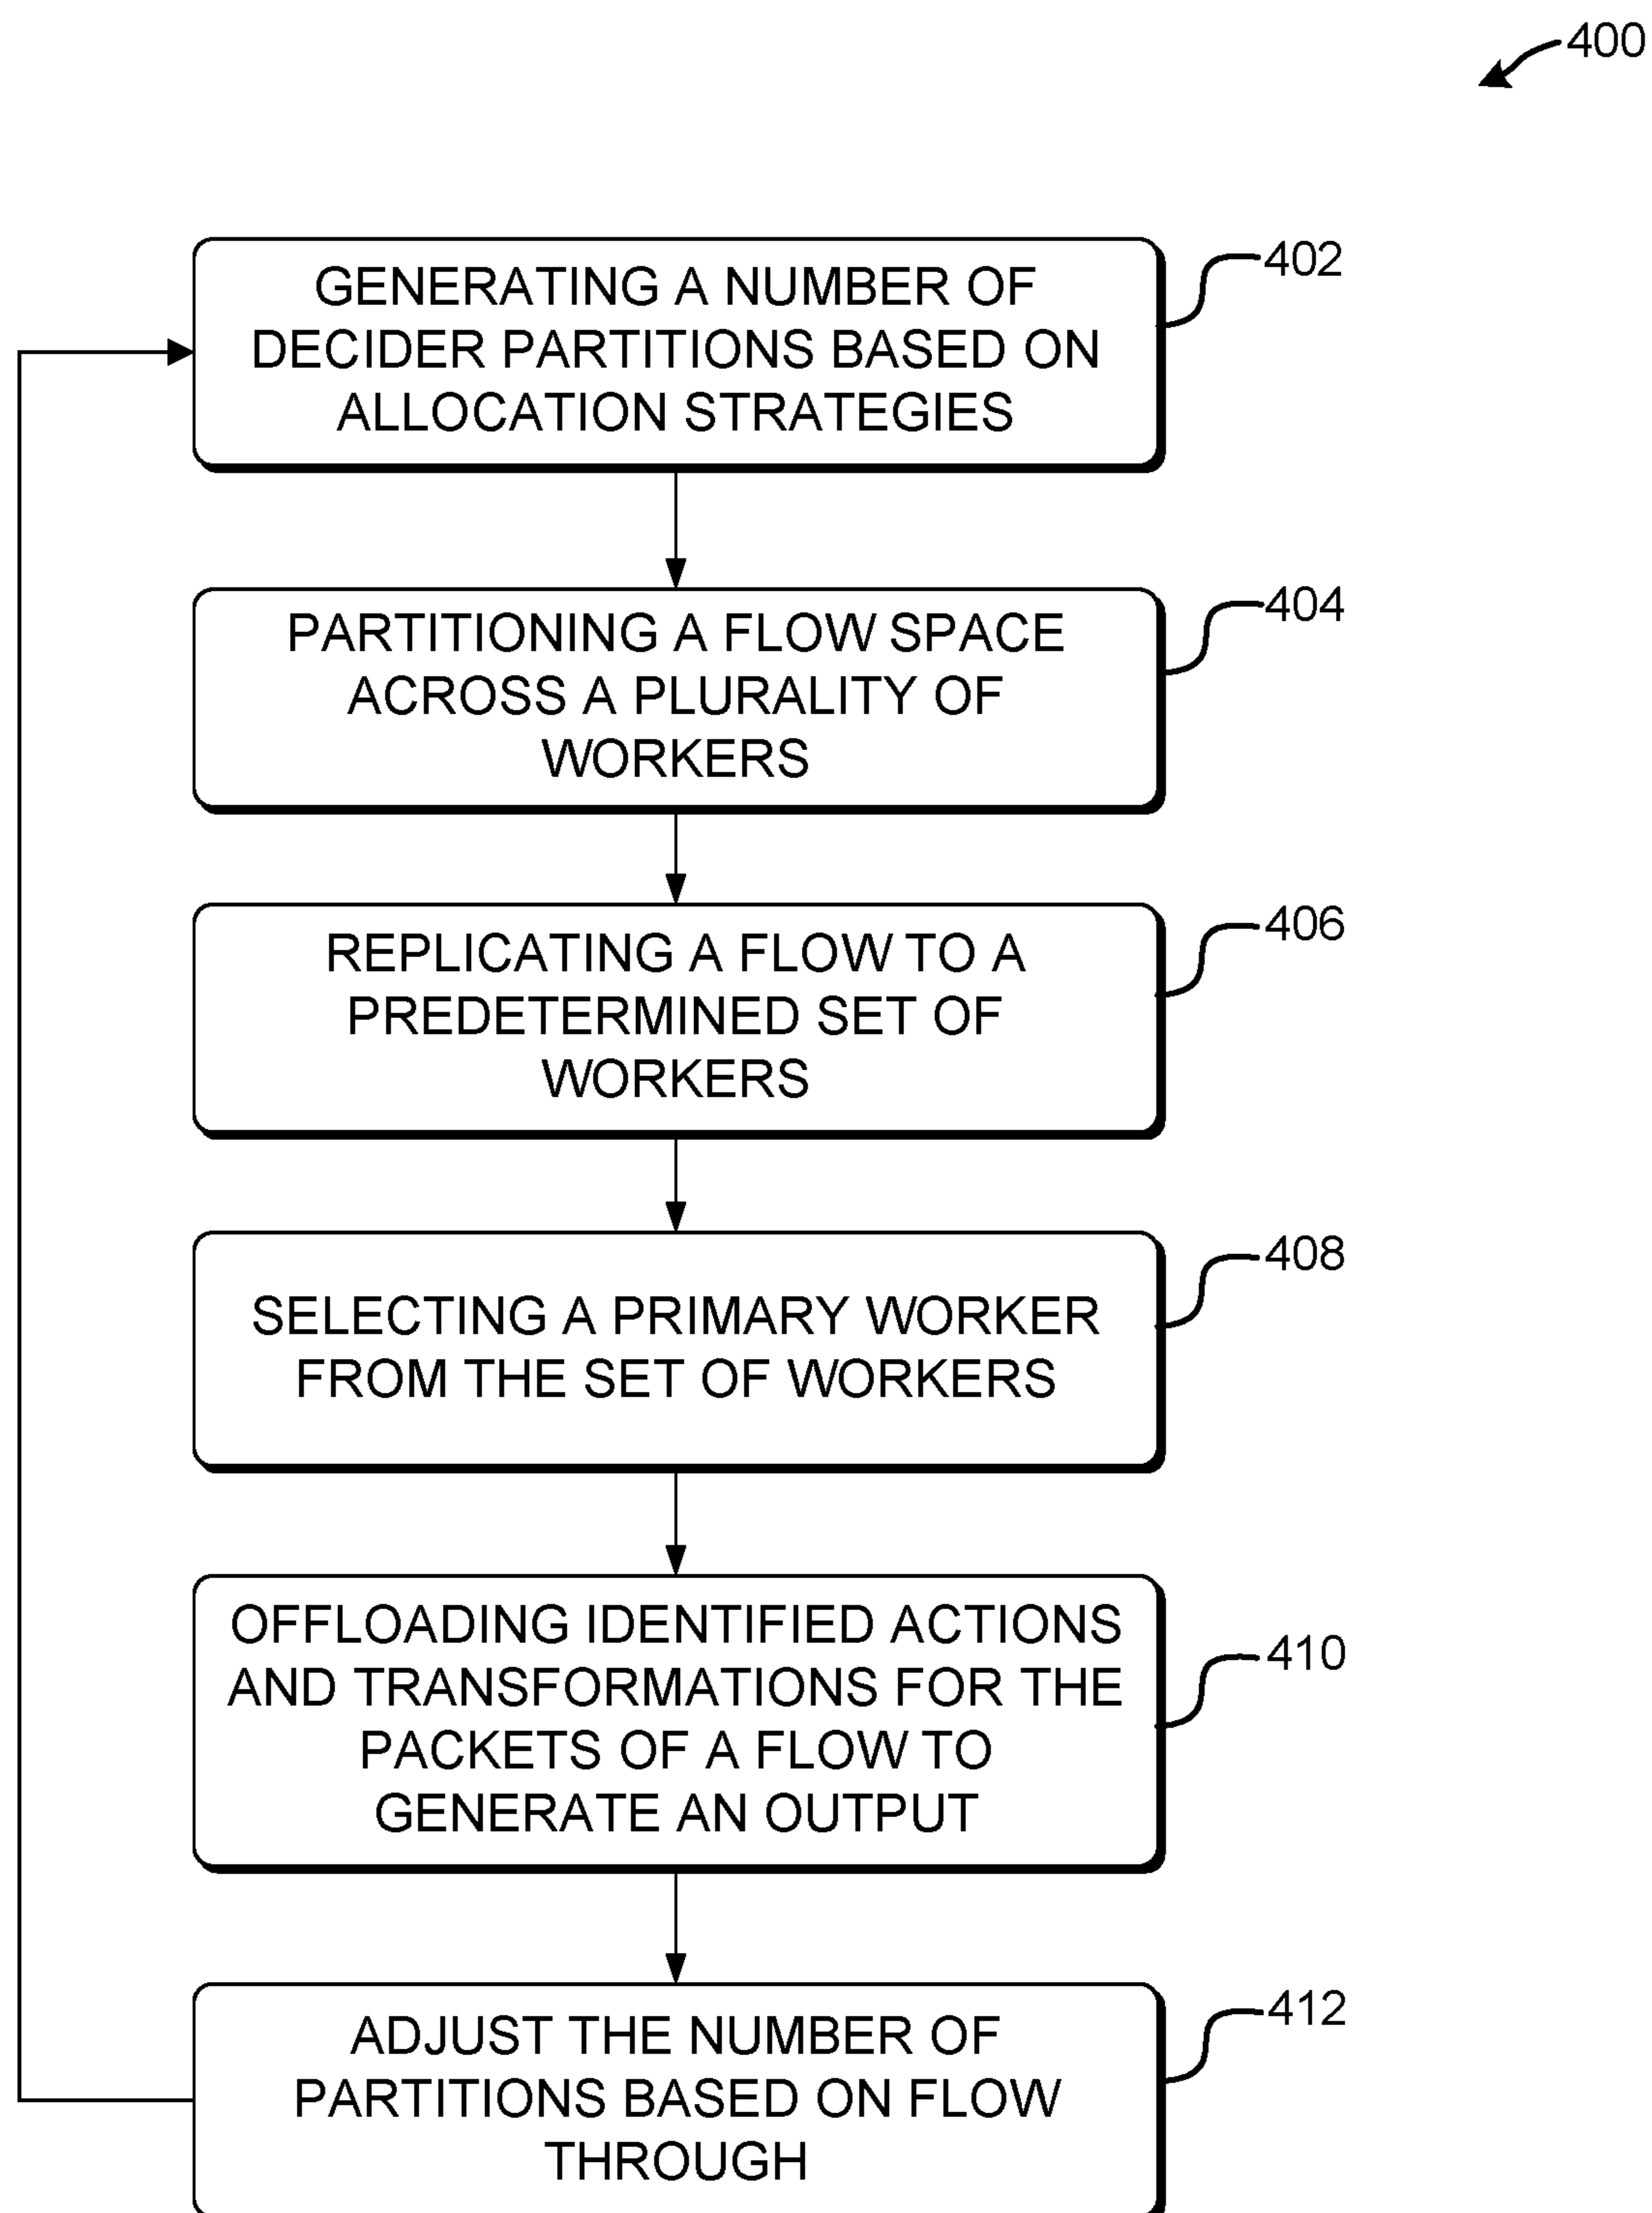 400
GENERATING A NUMBER OF
DECIDER PARTITIONS BASED ON
ALLOCATION STRATEGIES
402
PARTITIONING A FLOW SPACE
ACROSS A PLURALITY OF
WORKERS
404
REPLICATING A FLOW TO A
PREDETERMINED SET OF
WORKERS
406
SELECTING A PRIMARY WORKER
FROM THE SET OF WORKERS
408
OFFLOADING IDENTIFIED ACTIONS
AND TRANSFORMATIONS FOR THE
PACKETS OF A FLOW TO
GENERATE AN OUTPUT
410
ADJUST THE NUMBER OF
PARTITIONS BASED ON FLOW
THROUGH
412